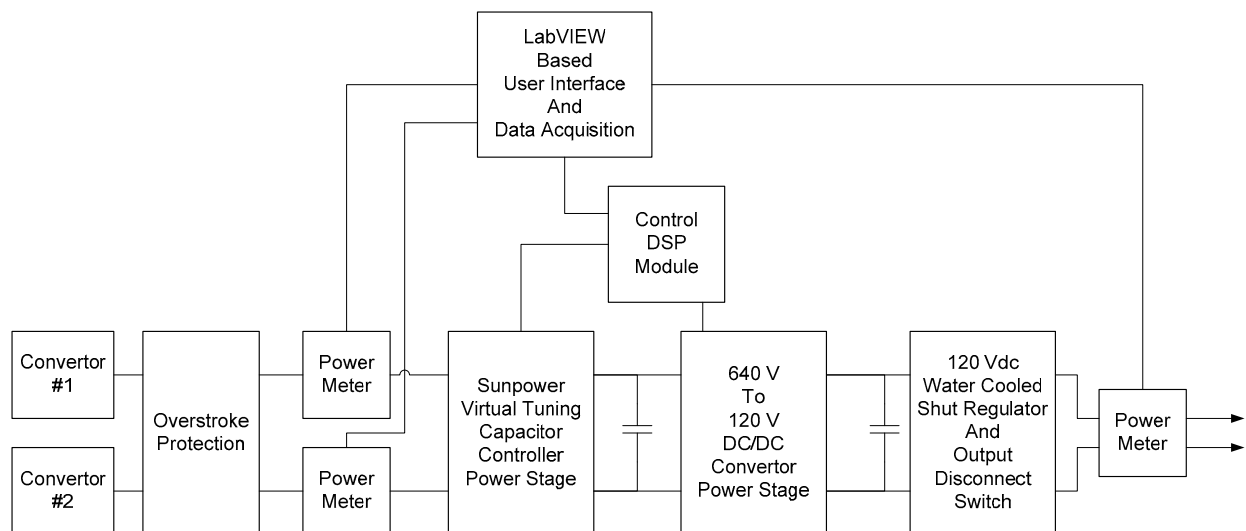 LabVIEW
Based
User Interface
And
Data Acquisition
Control
DSP
Module
Convertor
#1
Convertor
#2
Overstroke
Protection
Power
Meter
Power
Meter
Sunpower
Virtual Tuning
Capacitor
Controller
Power Stage
640 V
To
120 V
DC/DC
Convertor
Power Stage
120 Vdc
Water Cooled
Shut Regulator
And
Output
Disconnect
Switch
Power
Meter